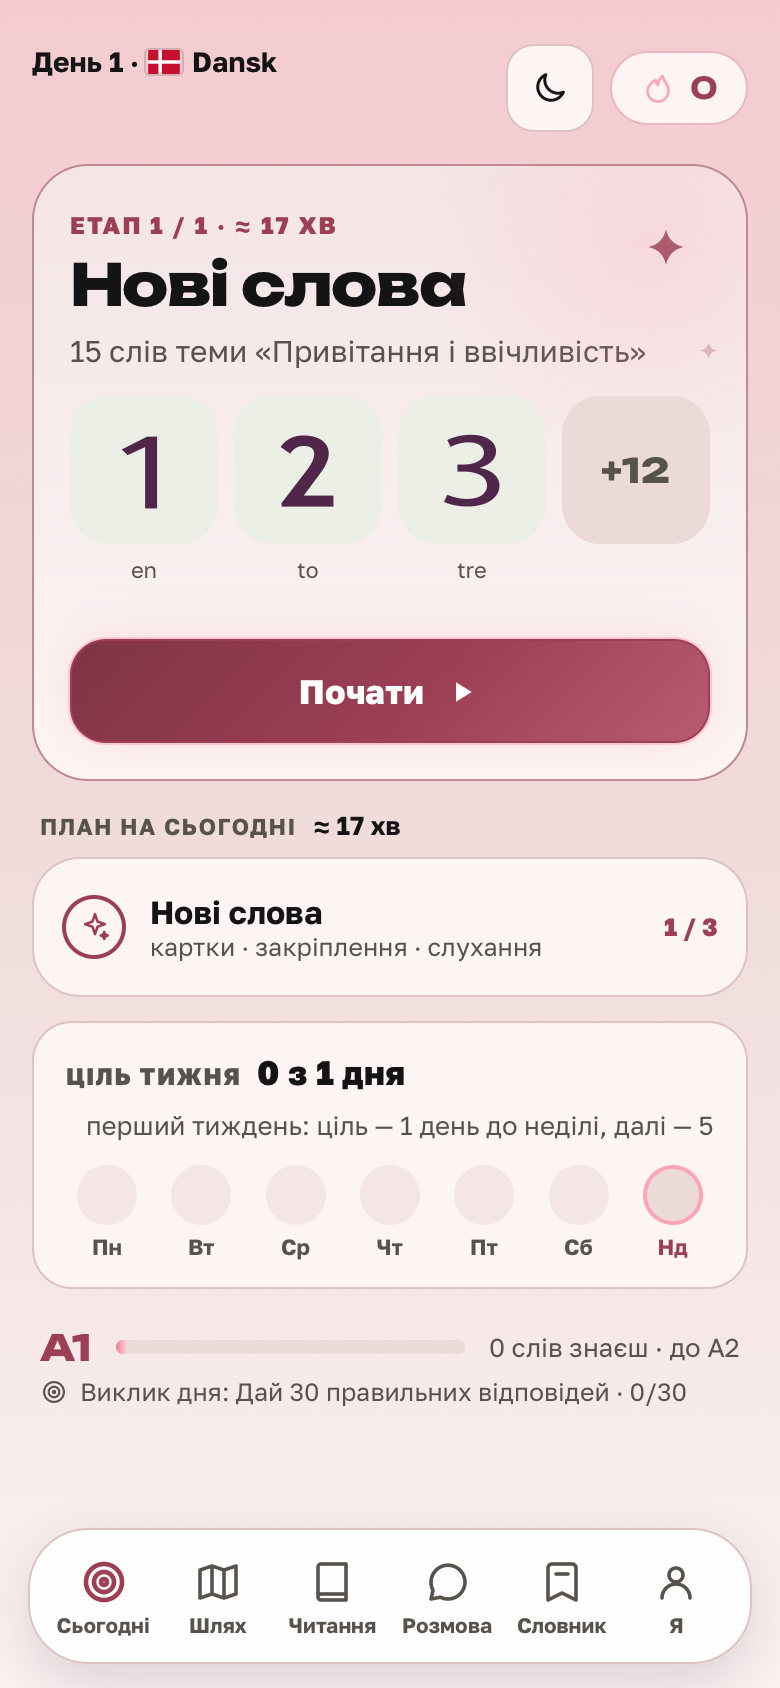 День 1 · Dansk
0
ЕТАП 1 / 1 · ≈ 17 ХВ
Нові слова
15 слів теми «Привітання і ввічливість»
1 2 3 +12
en to tre
Почати
ПЛАН НА СЬОГОДНІ ≈ 17 хв
Нові слова
1 / 3
картки · закріплення · слухання
ціль тижня 0 з 1 дня
перший тиждень: ціль – 1 день до неділі, далі – 5
Пн Вт Ср Чт Пт Сб Нд
A1 0 слів знаєш · до A2
Виклик дня: Дай 30 правильних відповідей · 0/30
Сьогодні Шлях Читання Розмова Словник Я